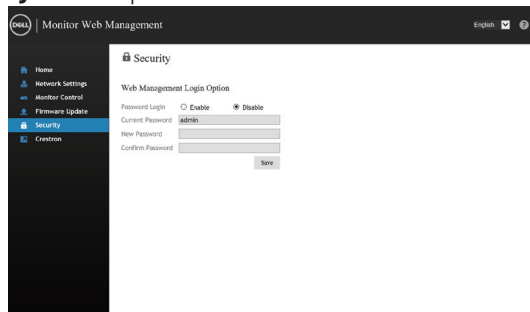 DELL
Monitor Web Management
English
?
Home
Network Settings
Monitor Control
Firmware Update
Security
Crestron
Security
Web Management Login Option
Password Login Enable Disable
Current Password admin
New Password
Confirm Password
Save